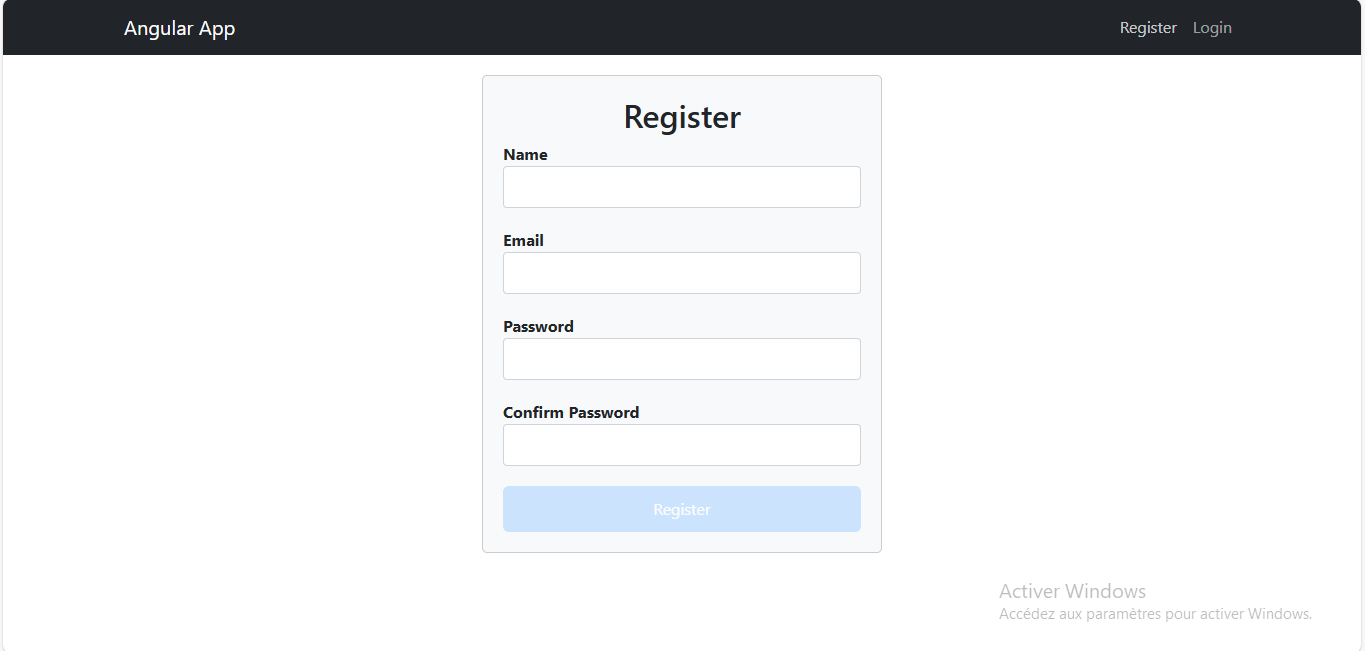 Angular App
Register Login
Register
Name
Email
Password
Confirm Password
Register
Activer Windows
Accédez aux paramètres pour activer Windows.